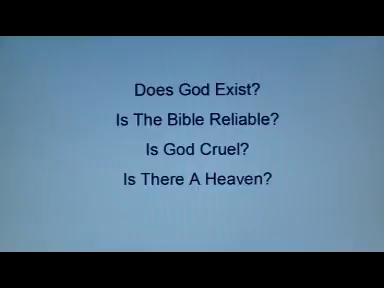 Does God Exist?
Is The Bible Reliable?
Is God Cruel?
Is There A Heaven?